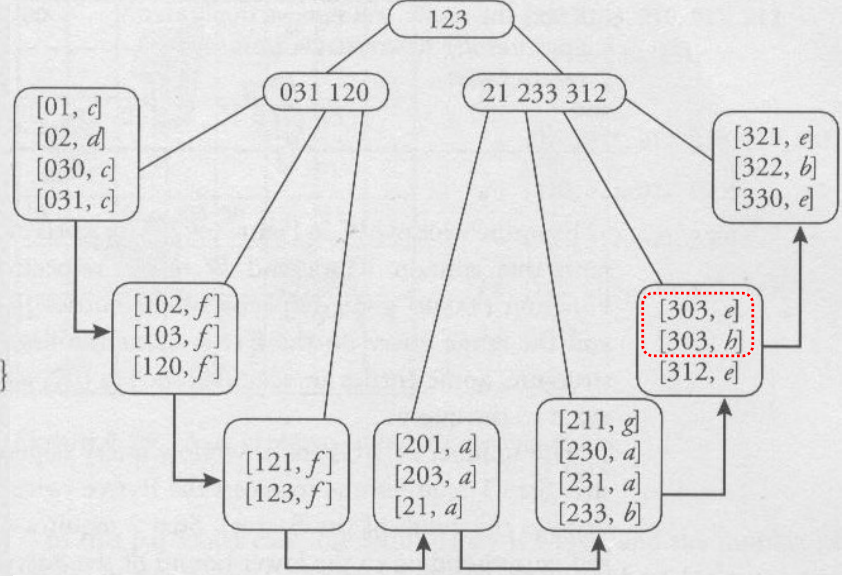 123
031 120
21 233 312
[01, c]
[02, d]
[030, c]
[031, c]
[321, e]
[322, b]
[330, e]
[102, f]
[103, f]
[120, f]
[303, e]
[303, h]
[312, e]
}
[121, f]
[123, f]
[201, a]
[203, a]
[21, a]
[211, g]
[230, a]
[231, a]
[233, b]